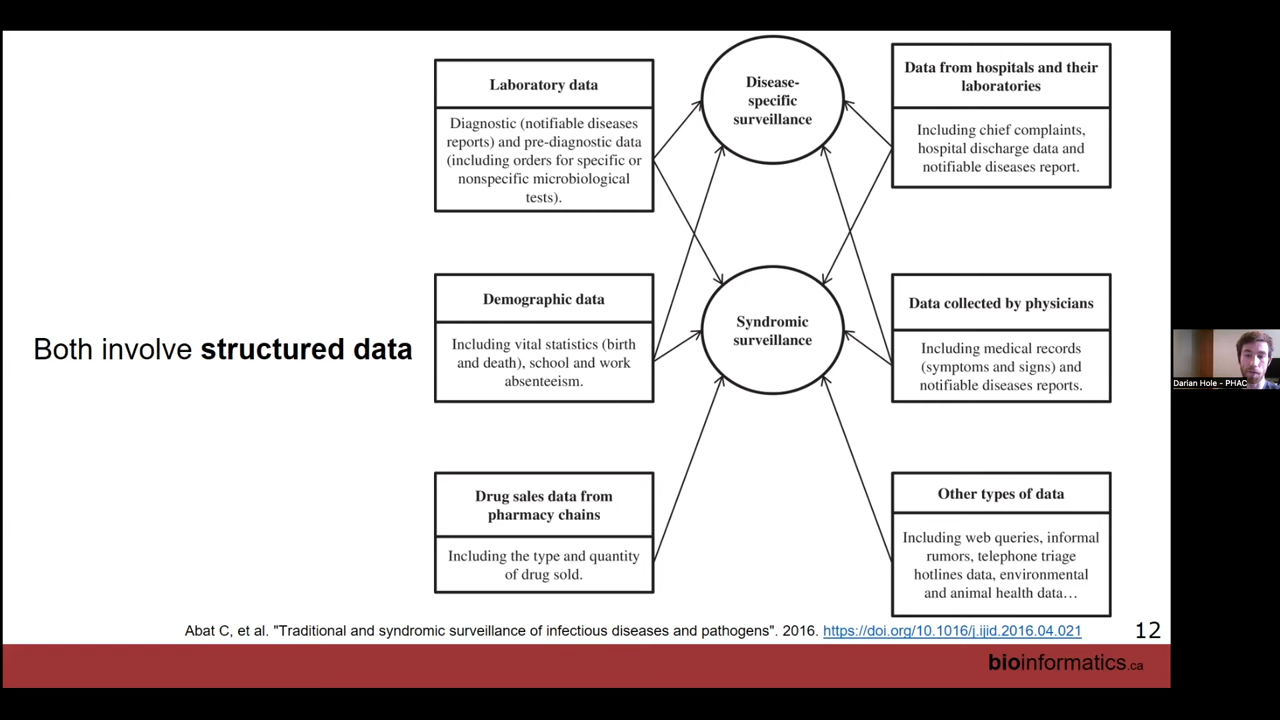 Both involve structured data
Laboratory data
Diagnostic (notifiable diseases
reports) and pre-diagnostic data
(including orders for specific or
nonspecific microbiological
tests).
Disease-
specific
surveillance
Data from hospitals and their
laboratories
Including chief complaints,
hospital discharge data and
notifiable diseases report.
Demographic data
Including vital statistics (birth
and death), school and work
absenteeism.
Syndromic
surveillance
Data collected by physicians
Including medical records
(symptoms and signs) and
notifiable diseases reports.
Drug sales data from
pharmacy chains
Including the type and quantity
of drug sold.
Other types of data
Including web queries, informal
rumors, telephone triage
hotlines data, environmental
and animal health data…
Abat C, et al. "Traditional and syndromic surveillance of infectious diseases and pathogens". 2016. https://doi.org/10.1016/j.ijid.2016.04.021
12
bioinformatics.ca
Darian Hole - PHAC